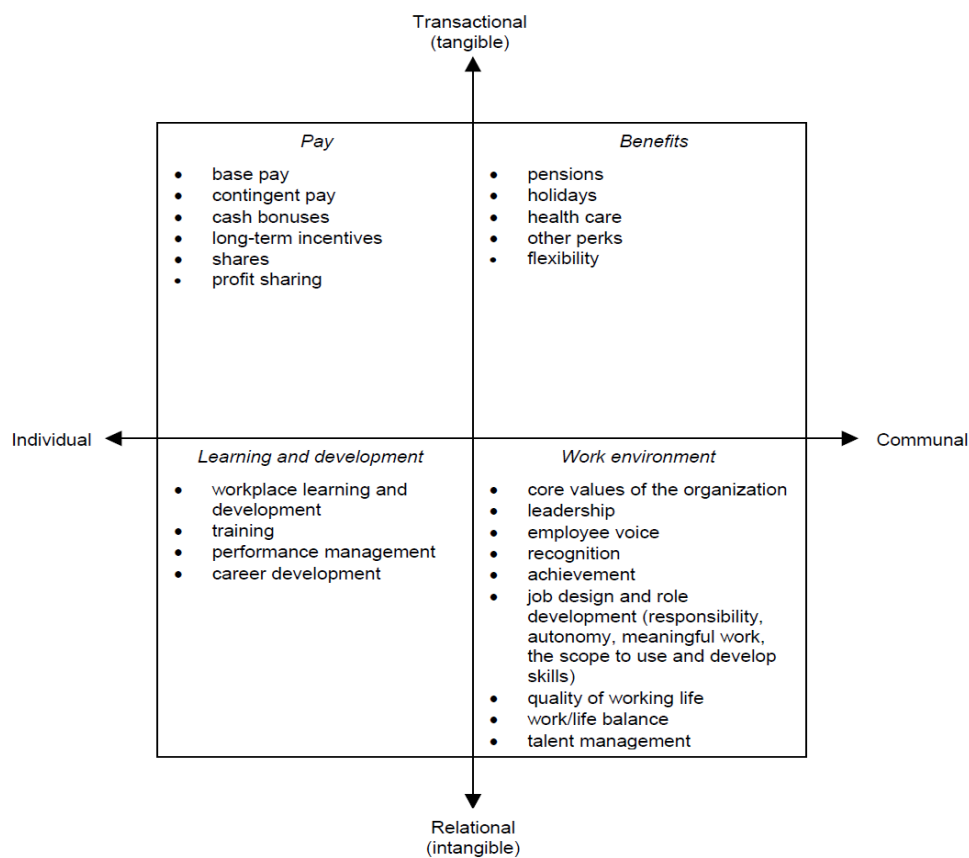 Transactional
(tangible)
Pay
• base pay
• contingent pay
• cash bonuses
• long-term incentives
• shares
• profit sharing
Benefits
• pensions
• holidays
• health care
• other perks
• flexibility
Individual
Communal
Learning and development
• workplace learning and
development
• training
• performance management
• career development
Work environment
• core values of the organization
• leadership
• employee voice
• recognition
• achievement
• job design and role
development (responsibility,
autonomy, meaningful work,
the scope to use and develop
skills)
• quality of working life
• work/life balance
• talent management
Relational
(intangible)